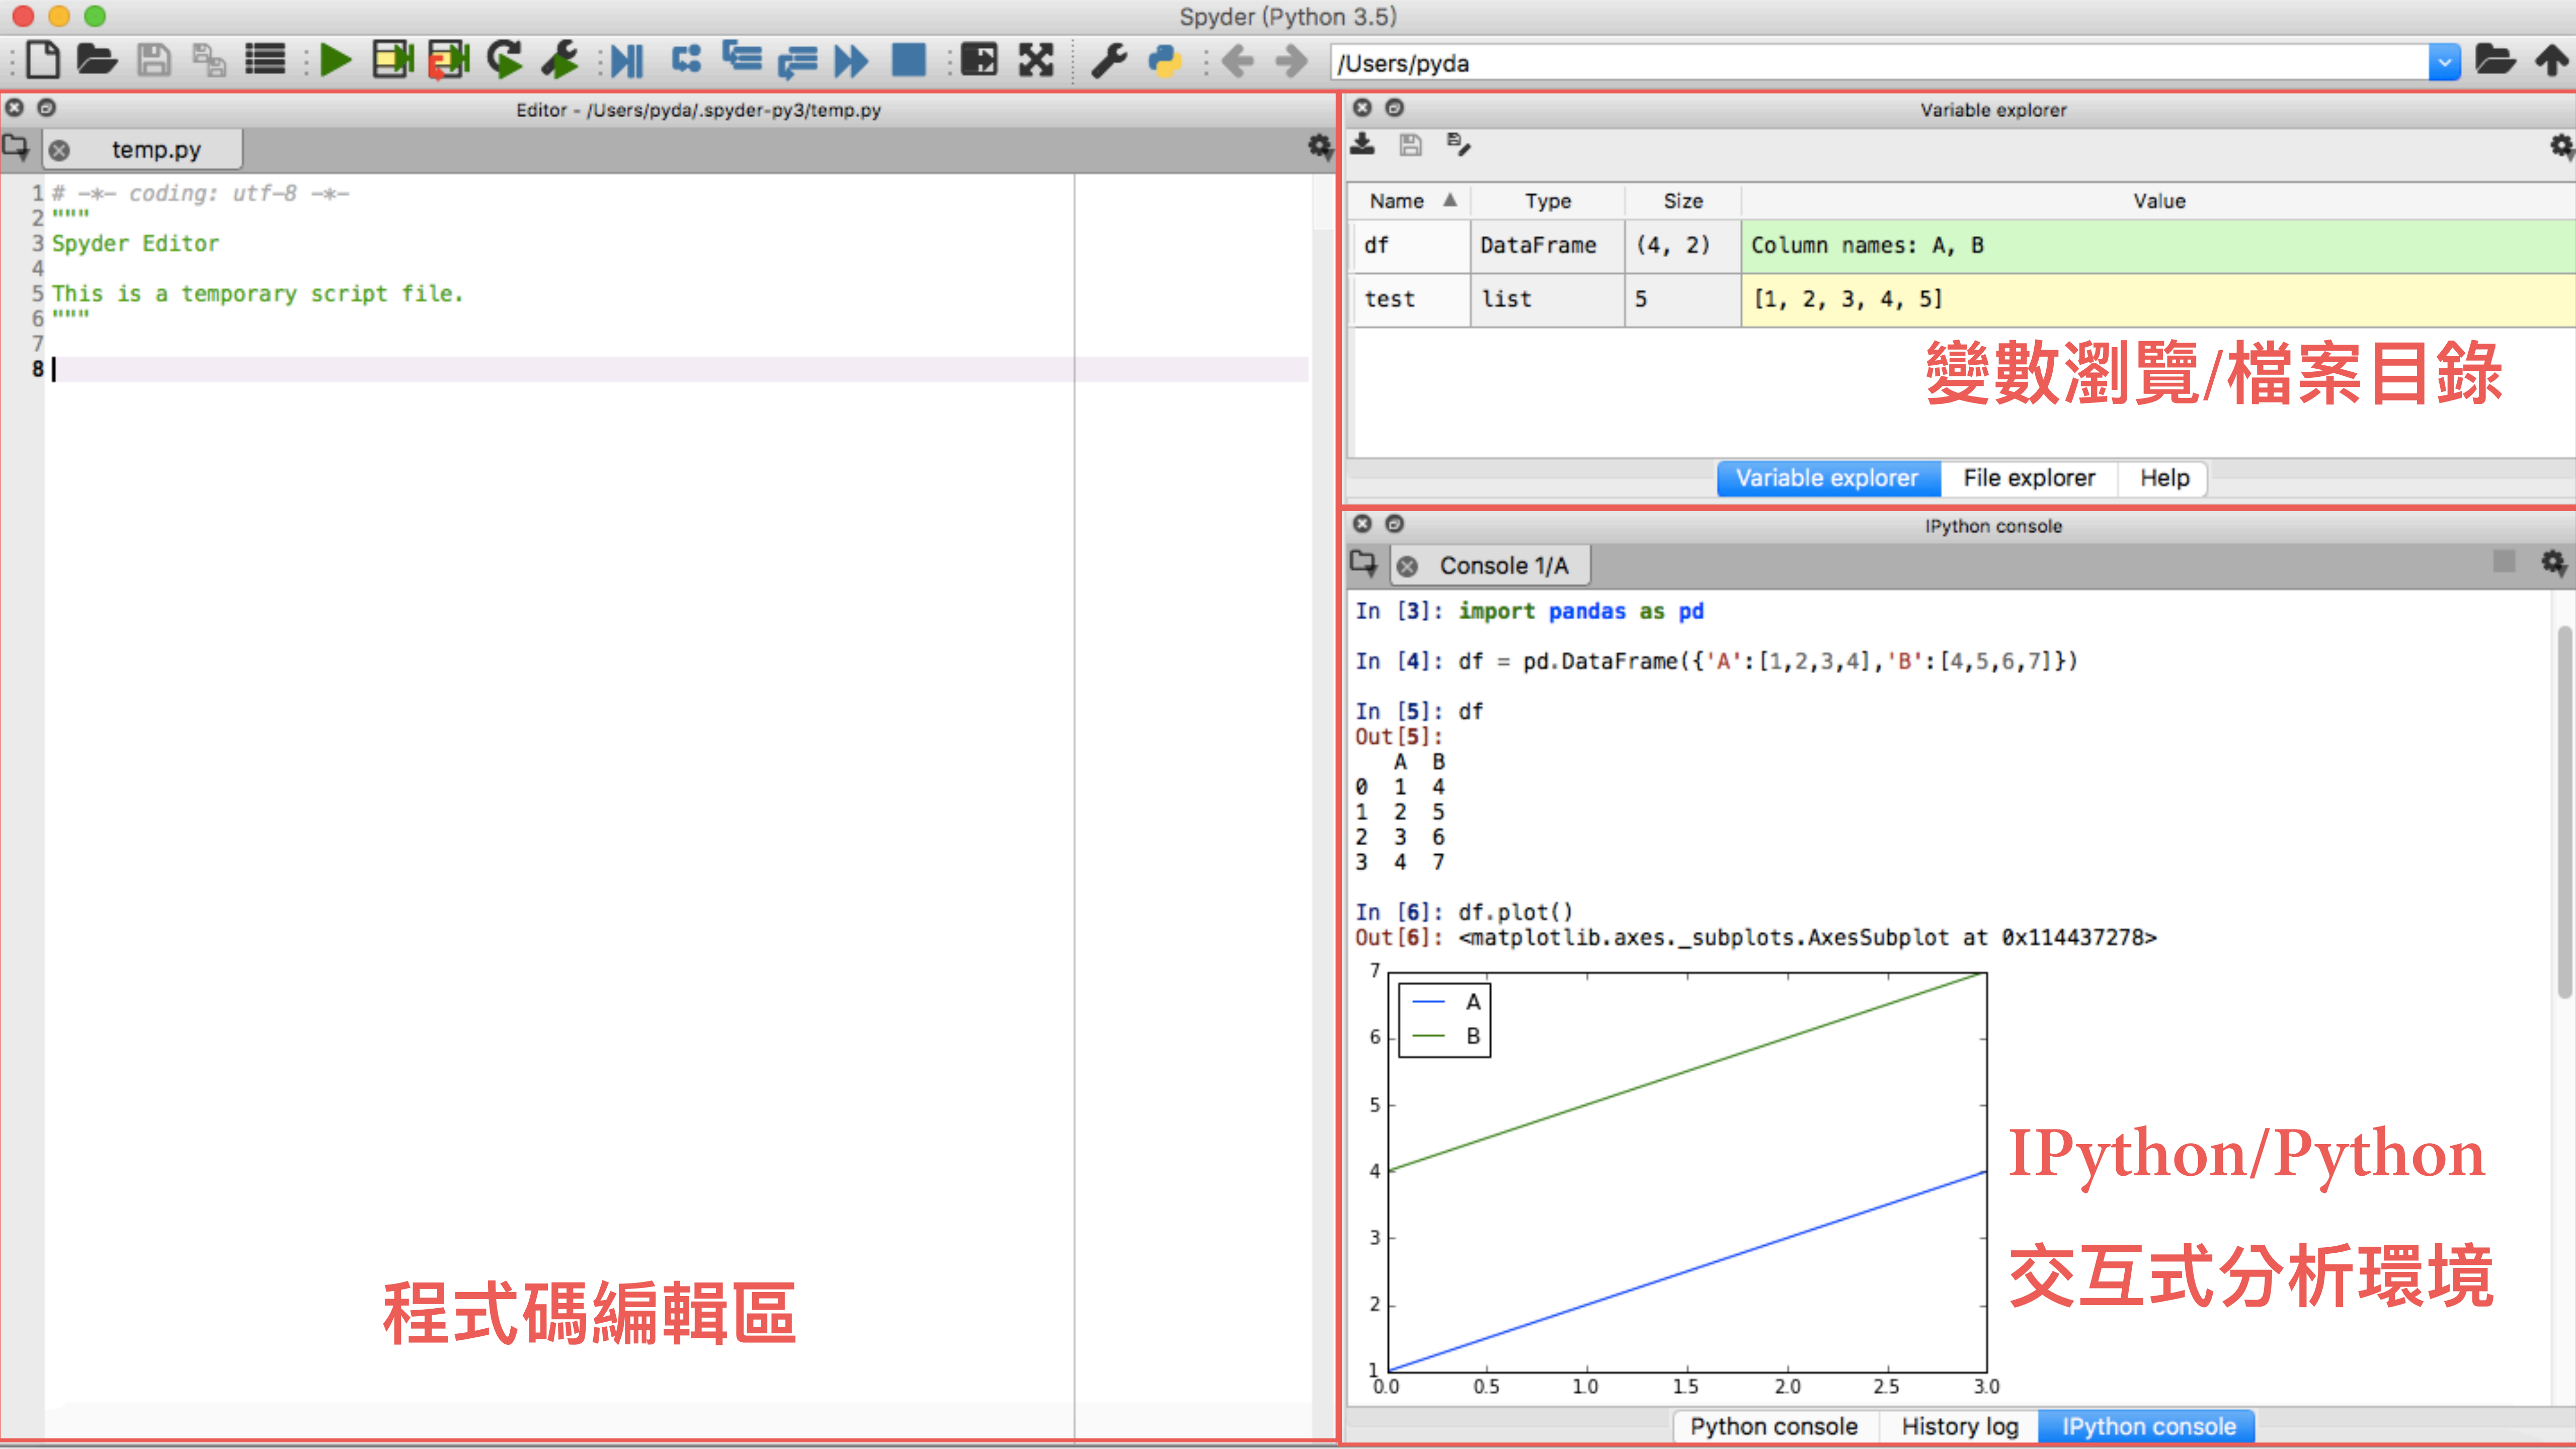 Spyder (Python 3.5)
/Users/pyda
Editor - /Users/pyda/.spyder-py3/temp.py
temp.py
1 # -*- coding: utf-8 -*-
2 """
3 Spyder Editor
4
5 This is a temporary script file.
6 """
7
8
程式碼編輯區
Variable explorer
Name Type Size Value
df DataFrame (4, 2) Column names: A, B
test list 5 [1, 2, 3, 4, 5]
變數瀏覽/檔案目錄
Variable explorer File explorer Help
IPython console
Console 1/A
In [3]: import pandas as pd
In [4]: df = pd.DataFrame({'A':[1,2,3,4],'B':[4,5,6,7]})
In [5]: df
Out[5]:
A B
0 1 4
1 2 5
2 3 6
3 4 7
In [6]: df.plot()
Out[6]: <matplotlib.axes._subplots.AxesSubplot at 0x114437278>
7
A
B
6
5
4
3
2
1
0.0 0.5 1.0 1.5 2.0 2.5 3.0
IPython/Python
交互式分析環境
Python console History log IPython console